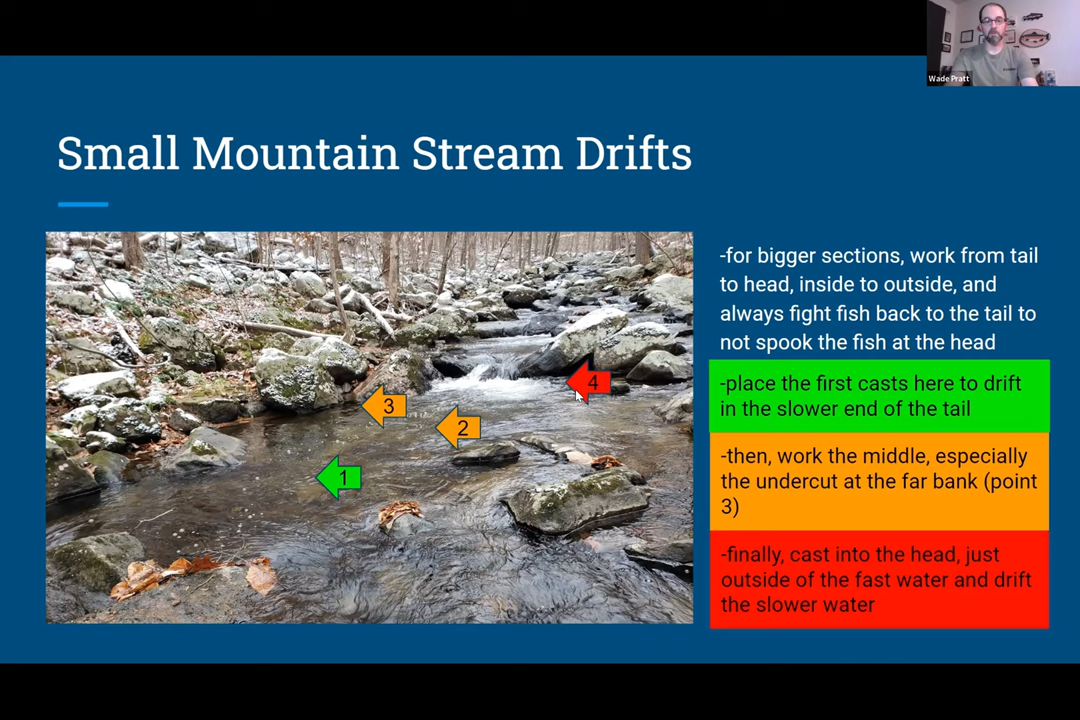 Wade Pratt
Small Mountain Stream Drifts
3
2
1
4
-for bigger sections, work from tail
to head, inside to outside, and
always fight fish back to the tail to
not spook the fish at the head
-place the first casts here to drift
in the slower end of the tail
-then, work the middle, especially
the undercut at the far bank (point
3)
-finally, cast into the head, just
outside of the fast water and drift
the slower water